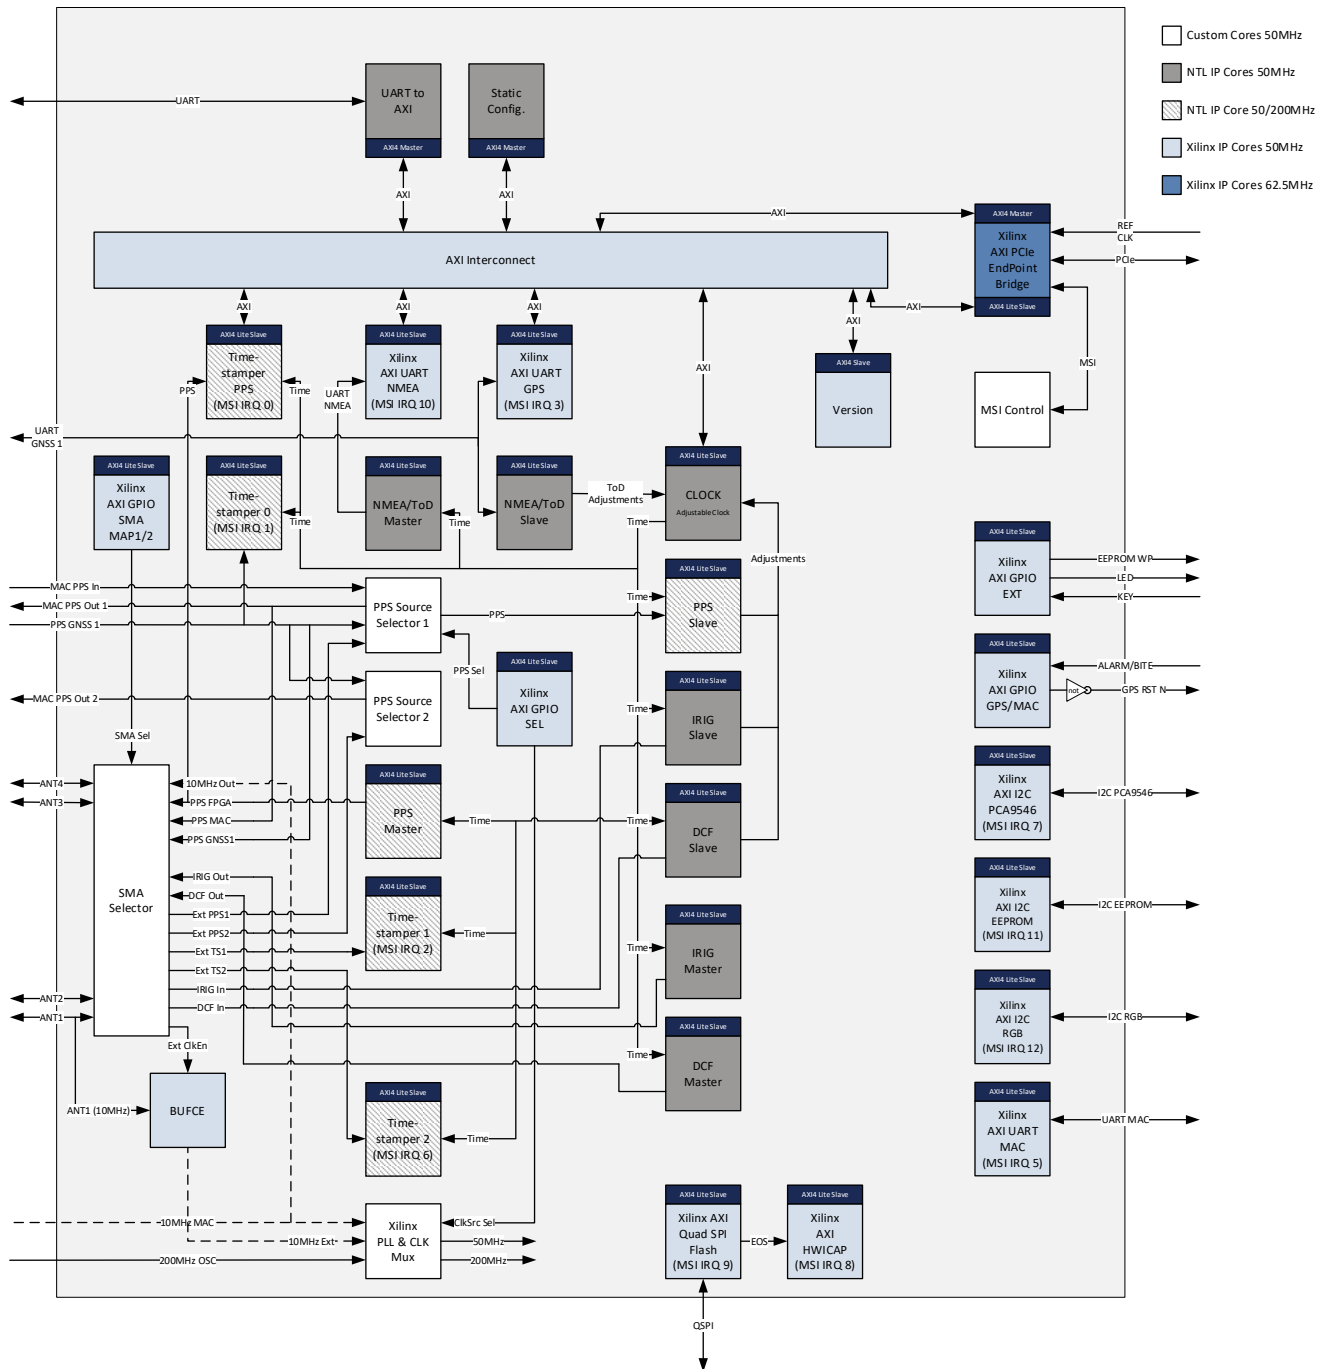 Custom Cores 50MHz
NTL IP Cores 50MHz
NTL IP Core 50/200MHz
Xilinx IP Cores 50MHz
Xilinx IP Cores 62.5MHz
UART
UART to
AXI
AXI4 Master
Static
Config.
AXI4 Master
AXI
AXI
AXI
AXI4 Master
Xilinx
AXI PCIe
EndPoint
Bridge
AXI4 Lite Slave
REF
CLK
PCIe
AXI Interconnect
AXI
AXI
AXI
AXI
AXI
AXI
MSI
AXI4 Lite Slave
Time-
stamper
PPS
(MSI IRQ 0)
PPS
Time
AXI4 Lite Slave
Xilinx
AXI UART
NMEA
(MSI IRQ 10)
UART
NMEA
AXI4 Lite Slave
Xilinx
AXI UART
GPS
(MSI IRQ 3)
AXI4 Slave
Version
MSI Control
UART
GNSS 1
AXI4 Lite Slave
Xilinx
AXI GPIO
SMA
MAP1/2
AXI4 Lite Slave
Time-
stamper 0
(MSI IRQ 1)
Time
AXI4 Lite Slave
NMEA/ToD
Master
Time
AXI4 Lite Slave
NMEA/ToD
Slave
ToD
Adjustments
AXI4 Lite Slave
CLOCK
Adjustable Clock
Time
Adjustments
MAC PPS In
MAC PPS Out 1
PPS GNSS 1
PPS Source
Selector 1
PPS
Time
AXI4 Lite Slave
PPS
Slave
AXI4 Lite Slave
Xilinx
AXI GPIO
EXT
EEPROM WP
LED
KEY
PPS Sel
AXI4 Lite Slave
Xilinx
AXI GPIO
SEL
MAC PPS Out 2
PPS Source
Selector 2
AXI4 Lite Slave
IRIG
Slave
Time
AXI4 Lite Slave
Xilinx
AXI GPIO
GPS/MAC
ALARM/BITE
not
GPS RST N
SMA Sel
ANT4
ANT3
ANT2
ANT1
SMA
Selector
10MHz Out
PPS FPGA
PPS MAC
PPS GNSS1
IRIG Out
DCF Out
Ext PPS1
Ext PPS2
Ext TS1
Ext TS2
IRIG In
DCF In
AXI4 Lite Slave
PPS
Master
Time
Time
AXI4 Lite Slave
DCF
Slave
AXI4 Lite Slave
Xilinx
AXI I2C
PCA9546
(MSI IRQ 7)
I2C PCA9546
AXI4 Lite Slave
Time-
stamper 1
(MSI IRQ 2)
Time
AXI4 Lite Slave
IRIG
Master
Time
AXI4 Lite Slave
Xilinx
AXI I2C
EEPROM
(MSI IRQ 11)
I2C EEPROM
AXI4 Lite Slave
Xilinx
AXI I2C
RGB
(MSI IRQ 12)
I2C RGB
Ext ClkEn
ANT1 (10MHz)
BUFCE
Time
AXI4 Lite Slave
DCF
Master
AXI4 Lite Slave
Time-
stamper 2
(MSI IRQ 6)
Time
AXI4 Lite Slave
Xilinx
AXI UART
MAC
(MSI IRQ 5)
UART MAC
10MHz MAC
10MHz Ext
200MHz OSC
Xilinx
PLL & CLK
Mux
ClkSrc Sel
50MHz
200MHz
AXI4 Lite Slave
Xilinx AXI
Quad SPI
Flash
(MSI IRQ 9)
EOS
AXI4 Lite Slave
Xilinx
AXI
HWICAP
(MSI IRQ 8)
QSPI